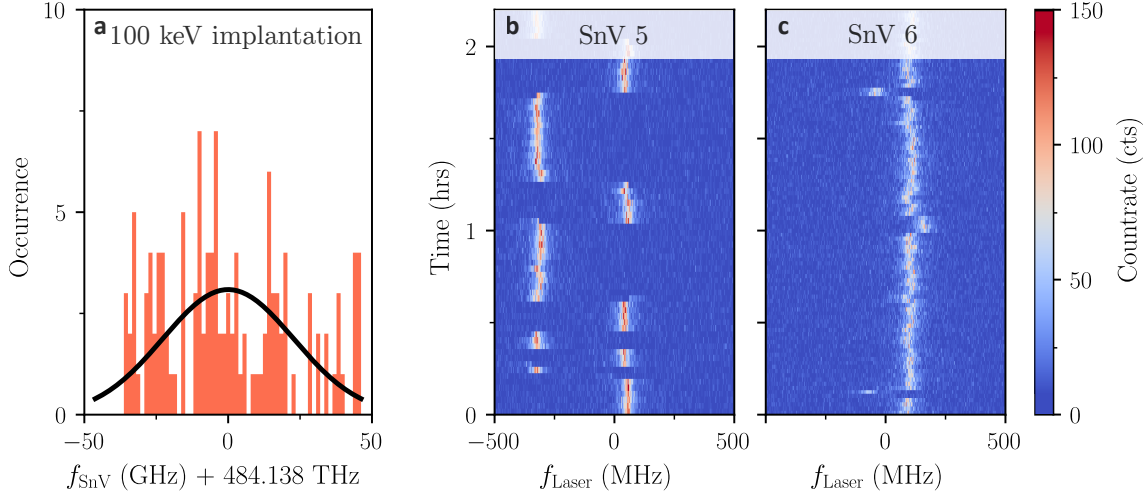 a 100 keV implantation
10
5
0
Occurrence
−50
0
50
f_SnV (GHz) + 484.138 THz
b SnV 5
2
1
0
Time (hrs)
−500
0
500
f_Laser (MHz)
c SnV 6
0
500
f_Laser (MHz)
150
100
50
0
Countrate (cts)